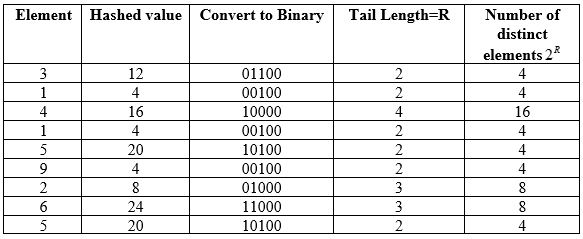 Element Hashed value Convert to Binary Tail Length=R Number of
distinct
elements 2^R
3 12 01100 2 4
1 4 00100 2 4
4 16 10000 4 16
1 4 00100 2 4
5 20 10100 2 4
9 4 00100 2 4
2 8 01000 3 8
6 24 11000 3 8
5 20 10100 2 4